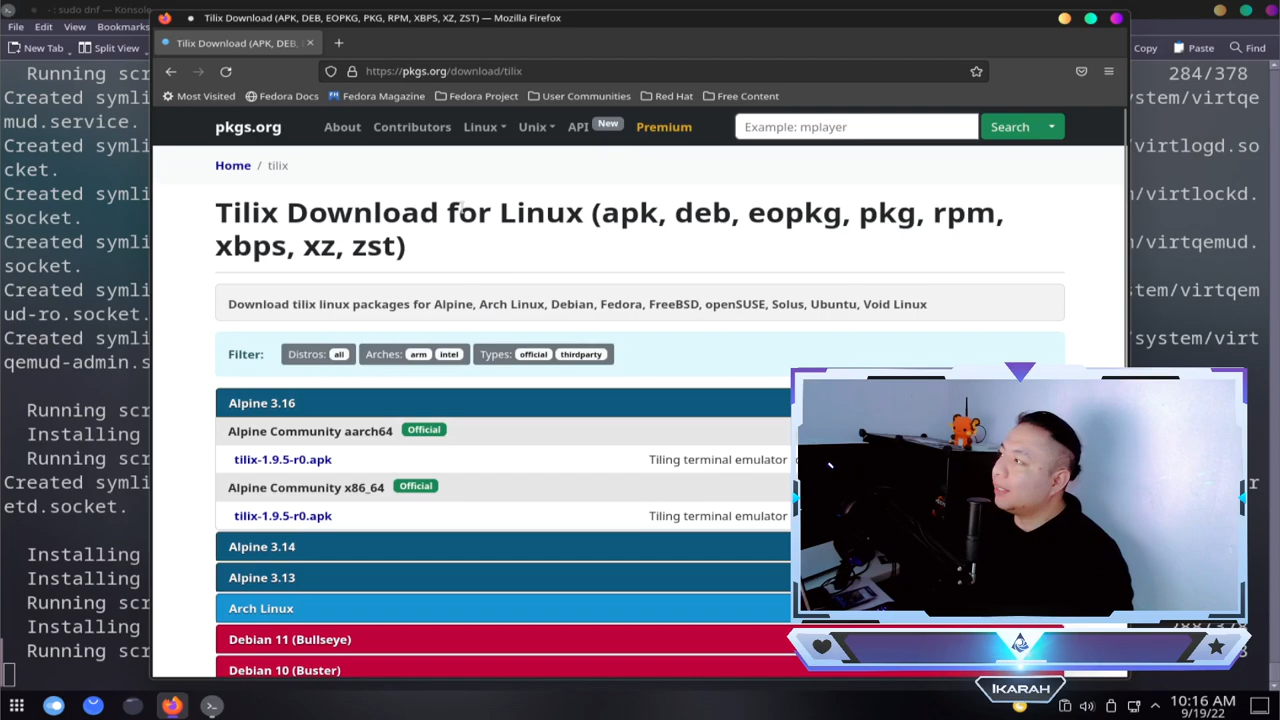 - : sudo dnf — Konsole
File Edit View Bookmarks
New Tab Split View
Copy Paste Find
Running scr
284/378
Created symli
ystem/virtqe
mud.service.
Created symli
/virtlogd.so
cket.
Created symli
/virtlockd.
socket.
Created symli
/virtqemud.
socket.
Created symli
stem/virtqem
ud-ro.socket.
Created symli
/system/virt
qemud-admin.s
Running scr
Installing
Running scr
Created symli
etd.socket.
Installing
Installing
Running scr
Installing
Running scr
Tilix Download (APK, DEB, EOPKG, PKG, RPM, XBPS, XZ, ZST) — Mozilla Firefox
Tilix Download (APK, DEB,
https://pkgs.org/download/tilix
Most Visited Fedora Docs Fedora Magazine Fedora Project User Communities Red Hat Free Content
pkgs.org About Contributors Linux Unix API New Premium Example: mplayer Search
Home / tilix
Tilix Download for Linux (apk, deb, eopkg, pkg, rpm,
xbps, xz, zst)
Download tilix linux packages for Alpine, Arch Linux, Debian, Fedora, FreeBSD, openSUSE, Solus, Ubuntu, Void Linux
Filter: Distros: all Arches: arm intel Types: official thirdparty
Alpine 3.16
Alpine Community aarch64 Official
tilix-1.9.5-r0.apk Tiling terminal emulator
Alpine Community x86_64 Official
tilix-1.9.5-r0.apk Tiling terminal emulator
Alpine 3.14
Alpine 3.13
Arch Linux
Debian 11 (Bullseye)
Debian 10 (Buster)
IKARAH
10:16 AM
9/19/22